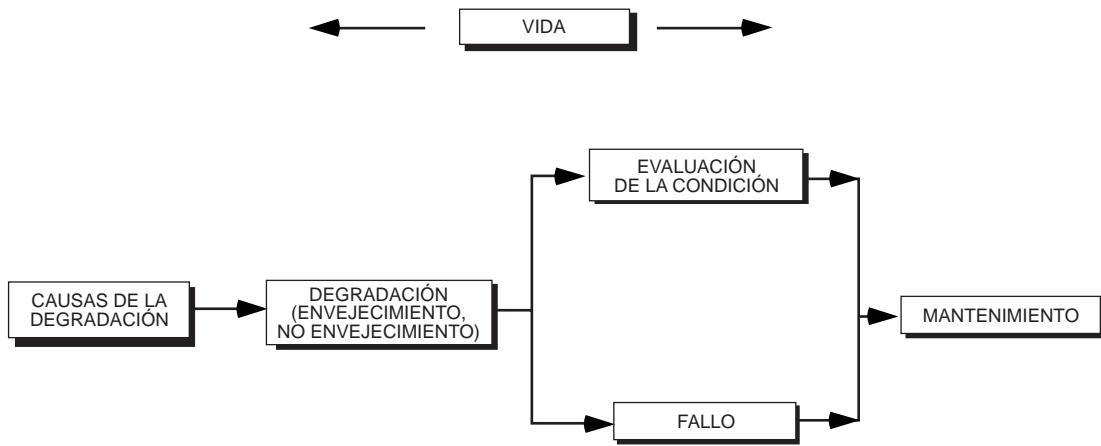 VIDA
EVALUACIÓN
DE LA CONDICIÓN
CAUSAS DE LA
DEGRADACIÓN
DEGRADACIÓN
(ENVEJECIMIENTO,
NO ENVEJECIMIENTO)
MANTENIMIENTO
FALLO